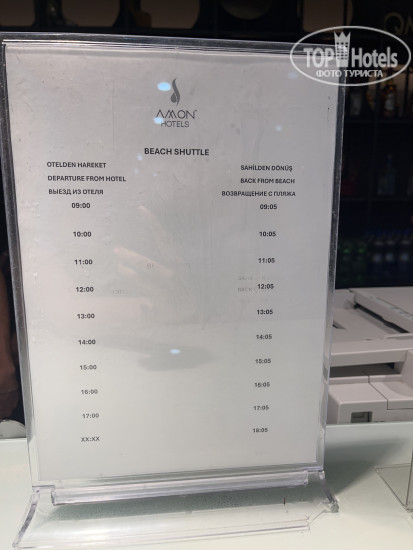 TOPHotels
ФОТО ТУРИСТА
AMON
HOTELS
BEACH SHUTTLE
OTELDEN HAREKET SAHİLDEN DÖNÜŞ
DEPARTURE FROM HOTEL BACK FROM BEACH
ВЫЕЗД ИЗ ОТЕЛЯ ВОЗВРАЩЕНИЕ С ПЛЯЖА
09:00 09:05
10:00 10:05
11:00 11:05
12:00 12:05
13:00 13:05
14:00 14:05
15:00 15:05
16:00 16:05
17:00 17:05
XX:XX 18:05